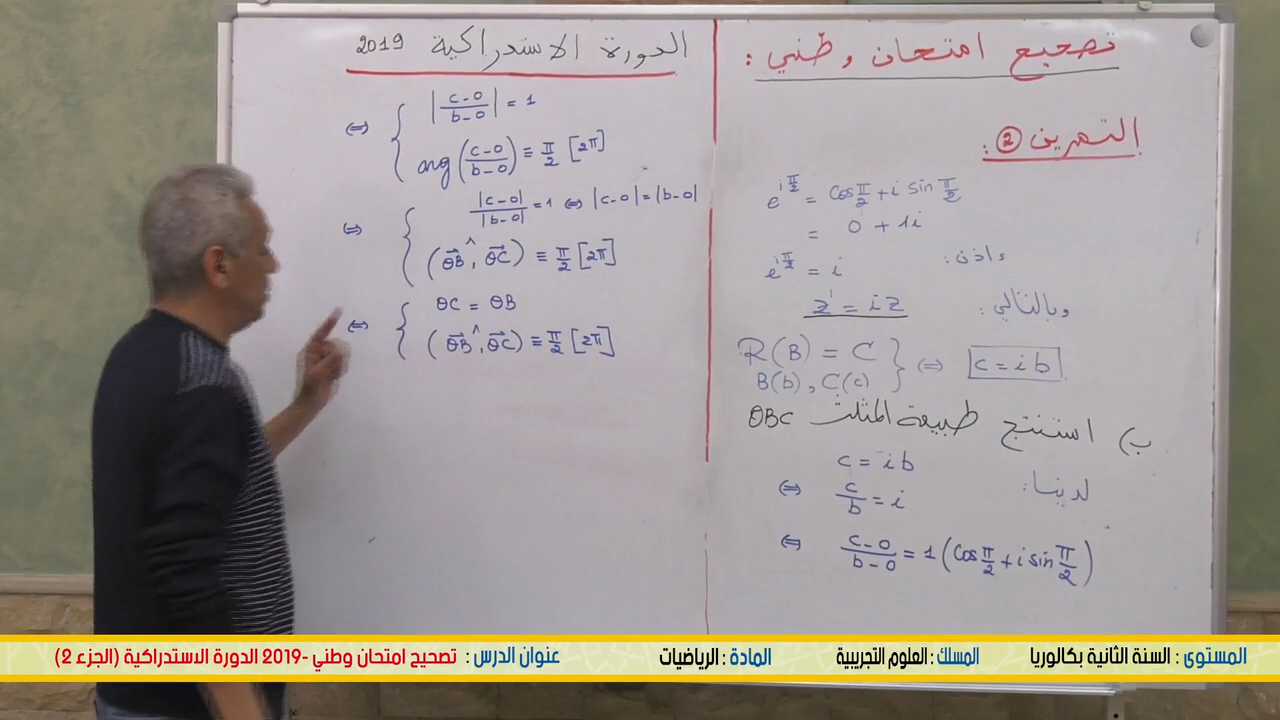 تصحيح امتحان وطني :
الدورة الاستدراكية 2019
التمرين ② :
e^{iπ/2} = cos π/2 + i sin π/2
= 0 + 1i
واذن: e^{iπ/2} = i
وبالتالي: z' = iz
R(B) = C
B(b) , C(c) } ⇔ c = ib
ب) استنتج طبيعة المثلث OBC
لدينا: c = ib
⇔ c/b = i
⇔ (c-0)/(b-0) = 1 (cos π/2 + i sin π/2)
⇔ { |(c-0)/(b-0)| = 1
arg((c-0)/(b-0)) ≡ π/2 [2π]
⇔ { |c-0|/|b-0| = 1 ⇔ |c-0| = |b-0|
(OB⃗ ^, OC⃗) ≡ π/2 [2π]
⇔ { OC = OB
(OB⃗ ^, OC⃗) ≡ π/2 [2π]
المستوى : السنة الثانية بكالوريا المسلك : العلوم التجريبية المادة : الرياضيات عنوان الدرس : تصحيح امتحان وطني -2019 الدورة الاستدراكية (الجزء 2)